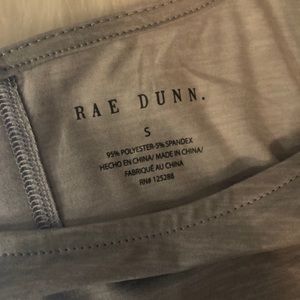 RAE DUNN.
S
95% POLYESTER-5% SPANDEX
HECHO EN CHINA/ MADE IN CHINA/
FABRIQUÉ AU CHINA
RN# 125288